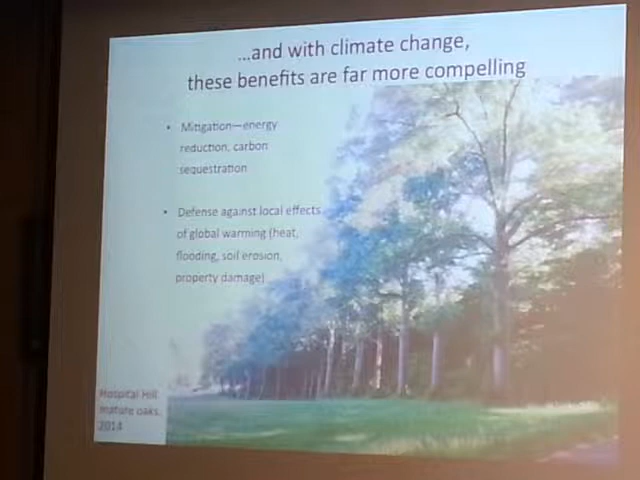 ...and with climate change,
these benefits are far more compelling
• Mitigation—energy
reduction, carbon
sequestration
• Defense against local effects
of global warming (heat,
flooding, soil erosion,
property damage)
Hospital Hill
mature oaks,
2014